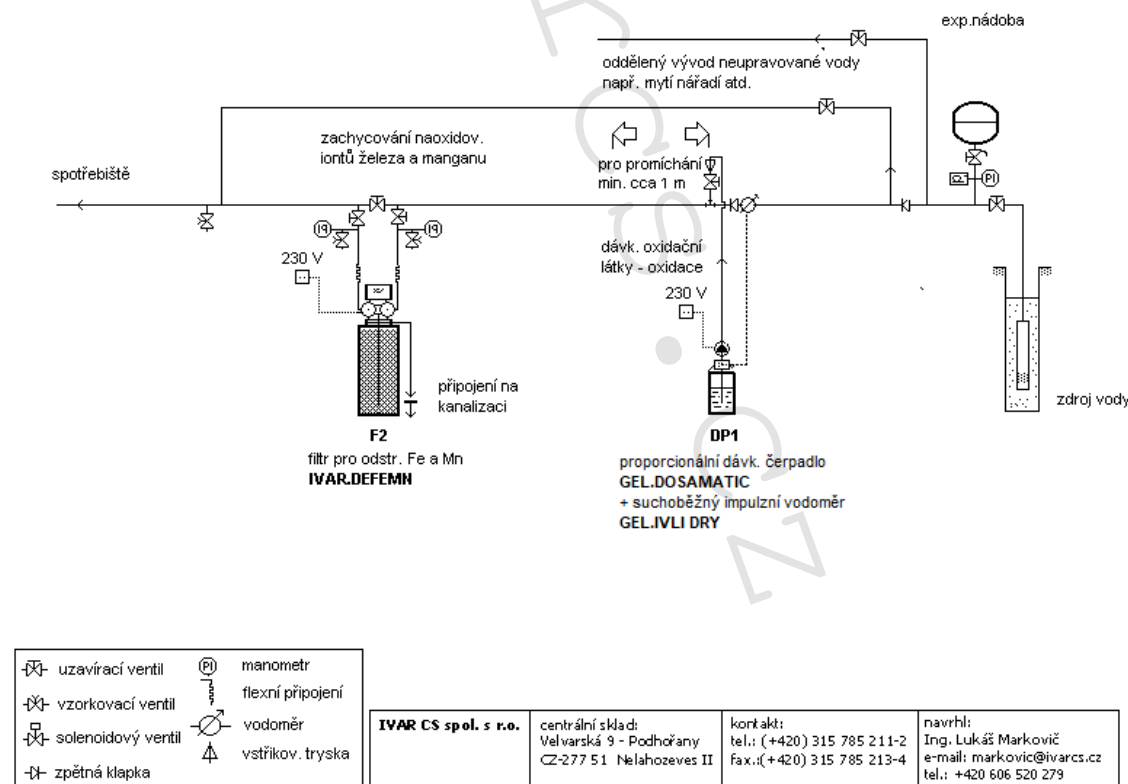 exp.nádoba
oddělený vývod neupravované vody
např. mytí nářadí atd.
zachycování naoxidov.
iontů železa a manganu
pro promíchání
min. cca 1 m
spotřebiště
PI
PI
PI
230 V
dávk. oxidační
látky - oxidace
230 V
připojení na
kanalizaci
zdroj vody
F2
filtr pro odstr. Fe a Mn
IVAR.DEFEMN
DP1
proporcionální dávk. čerpadlo
GEL.DOSAMATIC
+ suchoběžný impulzní vodoměr
GEL.IVLI DRY
uzavírací ventil
vzorkovací ventil
solenoidový ventil
zpětná klapka
PI manometr
flexní připojení
vodoměr
vstřikov. tryska
IVAR CS spol. s r.o.
centrální sklad:
Velvarská 9 - Podhořany
CZ-277 51 Nelahozeves II
kontakt:
tel.: (+420) 315 785 211-2
fax.:(+420) 315 785 213-4
navrhl:
Ing. Lukáš Markovič
e-mail: markovic@ivarcs.cz
tel.: +420 606 520 279